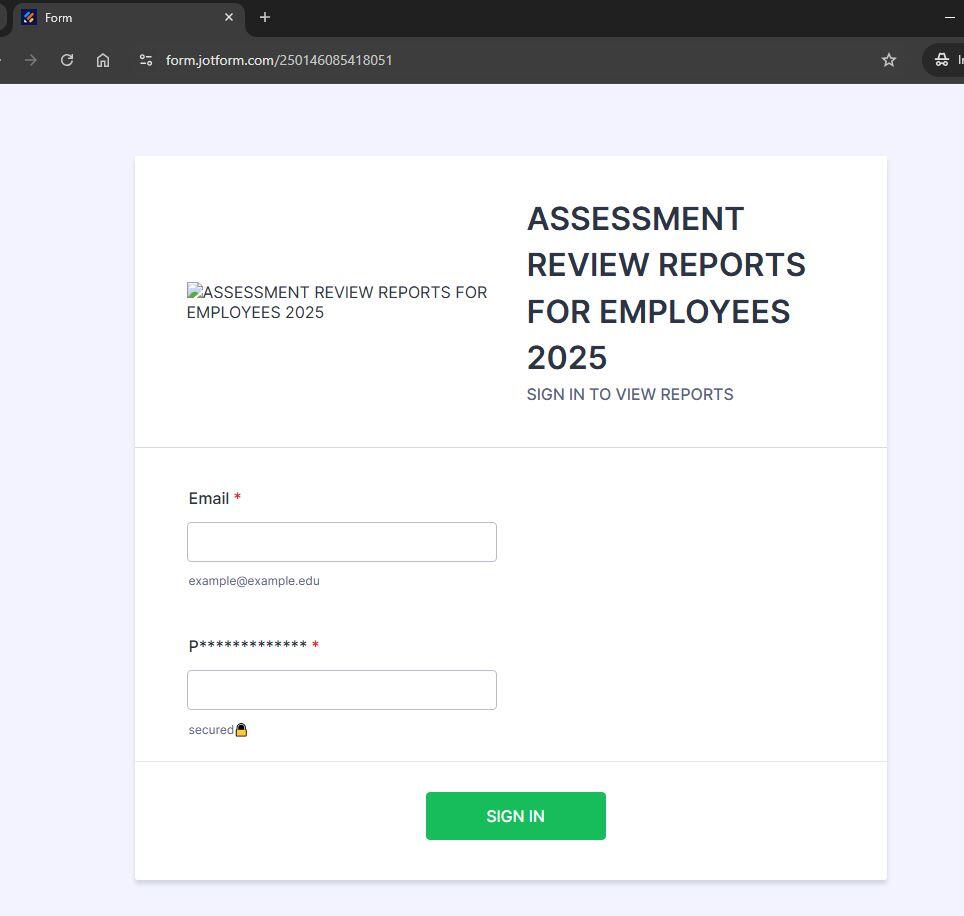 Form
form.jotform.com/250146085418051
ASSESSMENT
REVIEW REPORTS
FOR EMPLOYEES
2025
SIGN IN TO VIEW REPORTS
ASSESSMENT REVIEW REPORTS FOR
EMPLOYEES 2025
Email *
example@example.edu
P************* *
secured🔒
SIGN IN